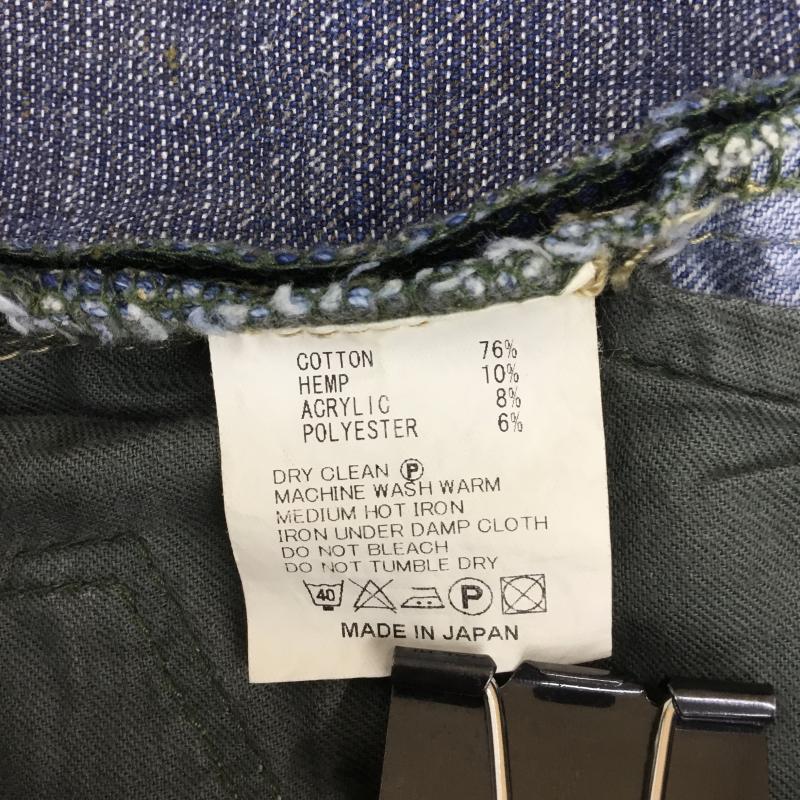 COTTON 76%
HEMP 10%
ACRYLIC 8%
POLYESTER 6%
DRY CLEAN Ⓟ
MACHINE WASH WARM
MEDIUM HOT IRON
IRON UNDER DAMP CLOTH
DO NOT BLEACH
DO NOT TUMBLE DRY
40 P
MADE IN JAPAN